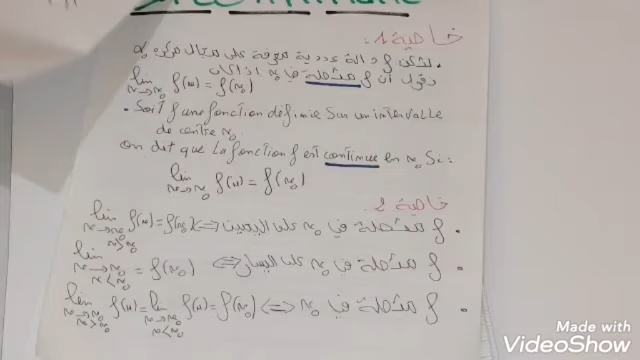 خاصية 1:
لتكن f دالة عددية معرفة على مجال مركزه x₀
نقول أن f متصلة في x₀ إذا كان
lim f(x) = f(x₀)
x→x₀
• Soit f une fonction définie sur un intervalle
de centre x₀
On dit que la fonction f est continue en x₀ si:
lim f(x) = f(x₀)
x→x₀
خاصية 2
• f متصلة في x₀ على اليمين ⟺ lim f(x) = f(x₀)
x→x₀
x>x₀
• f متصلة في x₀ على اليسار ⟺ lim = f(x₀)
x→x₀
x<x₀
• f متصلة في x₀ ⟺ lim f(x) = lim f(x) = f(x₀)
x→x₀ x→x₀
x>x₀ x<x₀
Made with
VideoShow